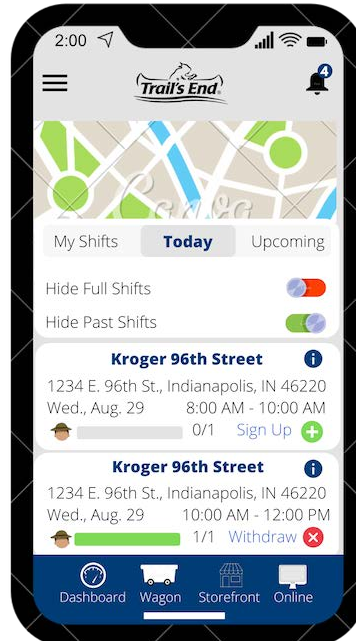 2:00
4
Trail's End®
Canva
My Shifts Today Upcoming
Hide Full Shifts
Hide Past Shifts
Kroger 96th Street i
1234 E. 96th St., Indianapolis, IN 46220
Wed., Aug. 29 8:00 AM - 10:00 AM
0/1 Sign Up
Kroger 96th Street i
1234 E. 96th St., Indianapolis, IN 46220
Wed., Aug. 29 10:00 AM - 12:00 PM
1/1 Withdraw
Dashboard Wagon Storefront Online